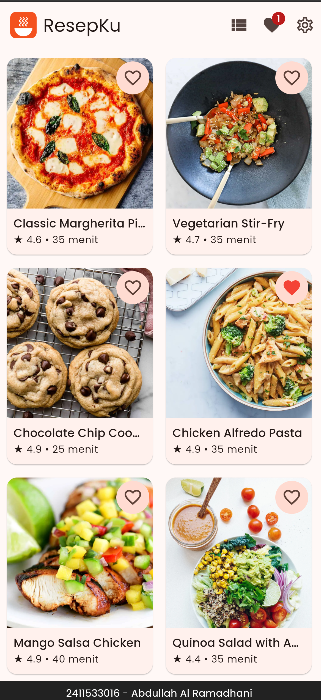 ResepKu
1
Classic Margherita Pi...
★ 4.6 • 35 menit
Vegetarian Stir-Fry
★ 4.7 • 35 menit
Chocolate Chip Coo...
★ 4.9 • 25 menit
Chicken Alfredo Pasta
★ 4.9 • 35 menit
Mango Salsa Chicken
★ 4.9 • 40 menit
Quinoa Salad with A...
★ 4.4 • 35 menit
2411533016 - Abdullah Al Ramadhani